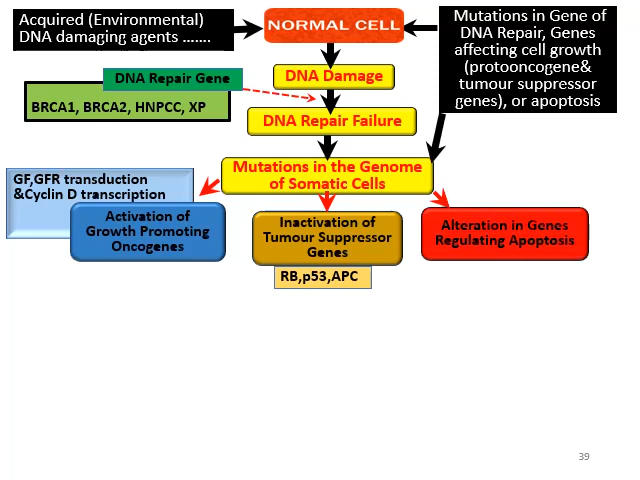 Acquired (Environmental)
DNA damaging agents .......
NORMAL CELL
Mutations in Gene of
DNA Repair, Genes
affecting cell growth
(protooncogene&
tumour suppressor
genes), or apoptosis
DNA Damage
DNA Repair Gene
BRCA1, BRCA2, HNPCC, XP
DNA Repair Failure
Mutations in the Genome
of Somatic Cells
GF,GFR transduction
&Cyclin D transcription
Activation of
Growth Promoting
Oncogenes
Inactivation of
Tumour Suppressor
Genes
RB,p53,APC
Alteration in Genes
Regulating Apoptosis
39